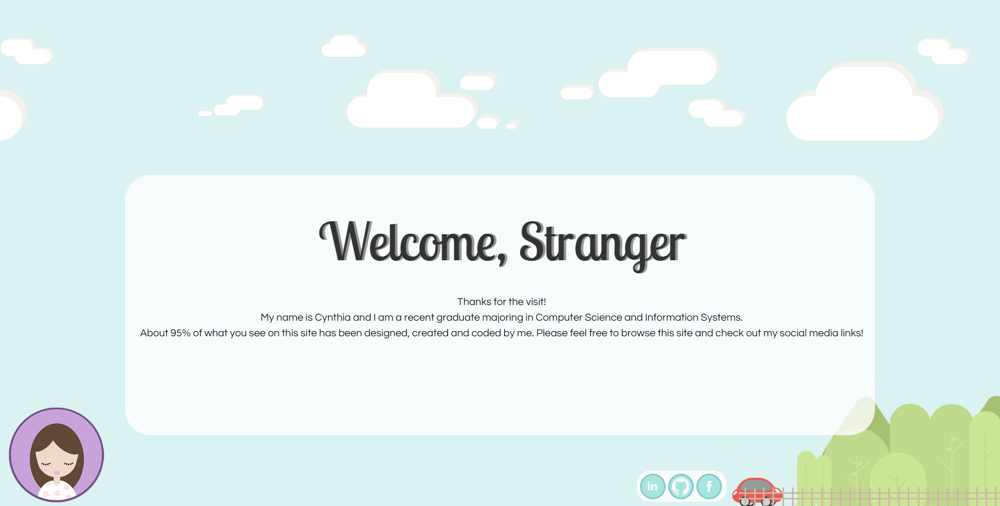 Welcome, Stranger
Thanks for the visit!
My name is Cynthia and I am a recent graduate majoring in Computer Science and Information Systems.
About 95% of what you see on this site has been designed, created and coded by me. Please feel free to browse this site and check out my social media links!
in f